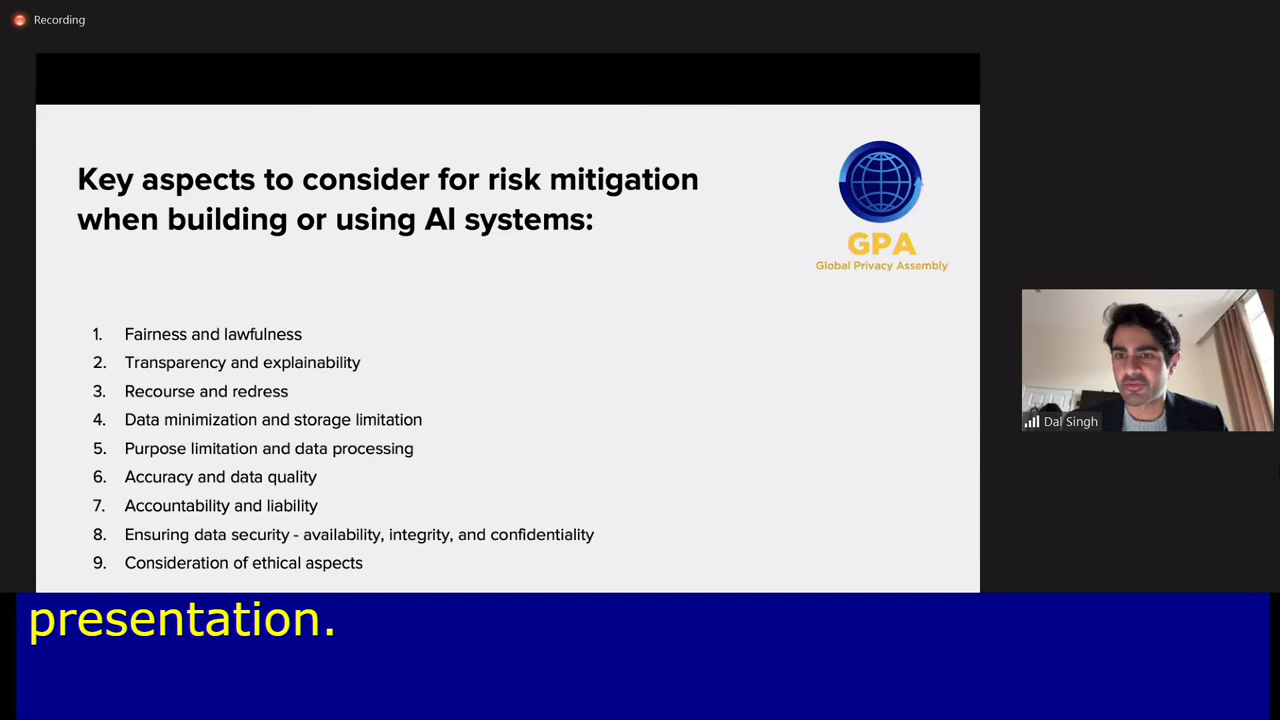 Recording
Key aspects to consider for risk mitigation
when building or using AI systems:
GPA
Global Privacy Assembly
1. Fairness and lawfulness
2. Transparency and explainability
3. Recourse and redress
4. Data minimization and storage limitation
5. Purpose limitation and data processing
6. Accuracy and data quality
7. Accountability and liability
8. Ensuring data security - availability, integrity, and confidentiality
9. Consideration of ethical aspects
Dal Singh
presentation.